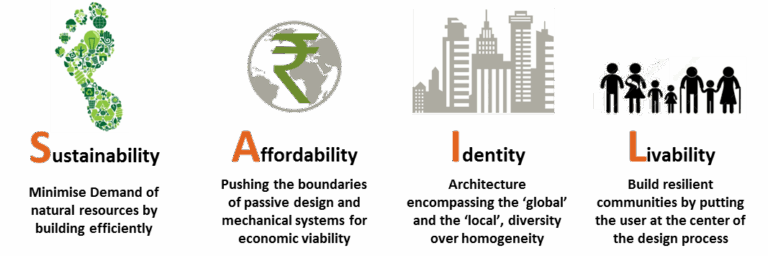 Sustainability
Minimise Demand of
natural resources by
building efficiently
Affordability
Pushing the boundaries
of passive design and
mechanical systems for
economic viability
Identity
Architecture
encompassing the ‘global’
and the ‘local’, diversity
over homogeneity
Livability
Build resilient
communities by putting
the user at the center of
the design process